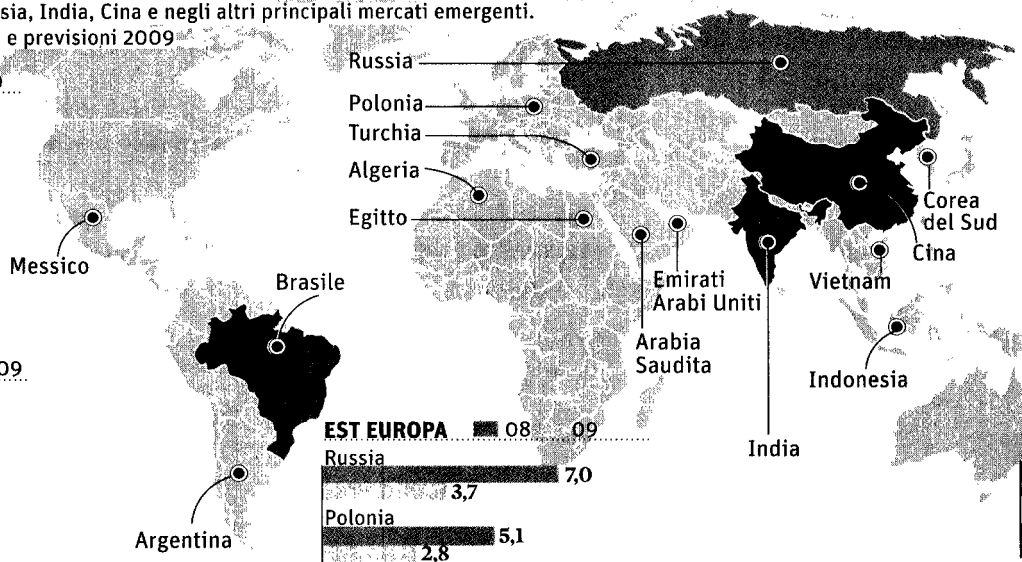 sia, India, Cina e negli altri principali mercati emergenti.
e previsioni 2009
Russia
Polonia
Turchia
Algeria
Egitto
Messico
Brasile
Corea
del Sud
Cina
Vietnam
Emirati
Arabi Uniti
Arabia
Saudita
Indonesia
India
Argentina
09
EST EUROPA 08 09
Russia
7,0
3,7
Polonia
5,1
2,8